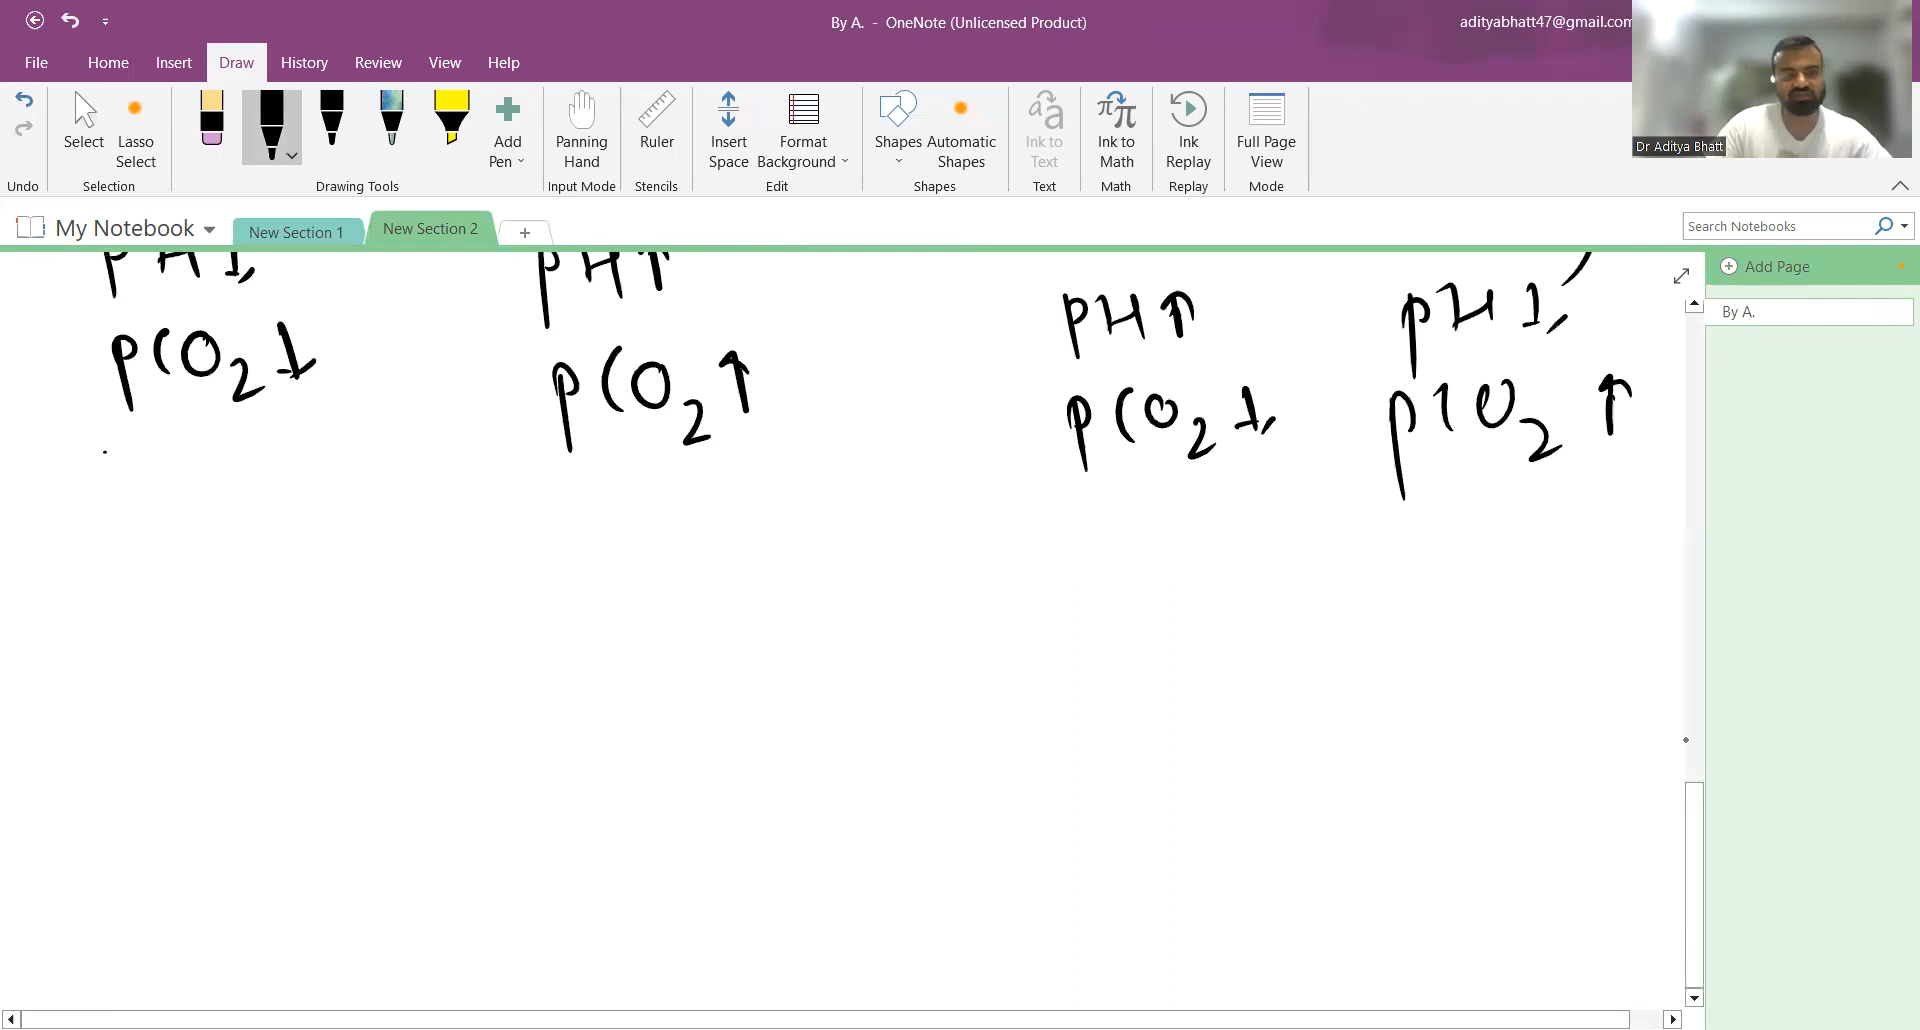 By A. - OneNote (Unlicensed Product)
adityabhatt47@gmail.com
File Home Insert Draw History Review View Help
Select
Lasso Select
Add Pen
Panning Hand
Ruler
Insert Space
Format Background
Shapes
Automatic Shapes
Ink to Text
Ink to Math
Ink Replay
Full Page View
Undo
Selection
Drawing Tools
Input Mode
Stencils
Edit
Shapes
Text
Math
Replay
Mode
Dr Aditya Bhatt
My Notebook
New Section 1
New Section 2
Search Notebooks
Add Page
By A.
pH↓ pH↑
pCO2↓ pCO2↑
pH↑ pH↓
pCO2↓ pCO2↑